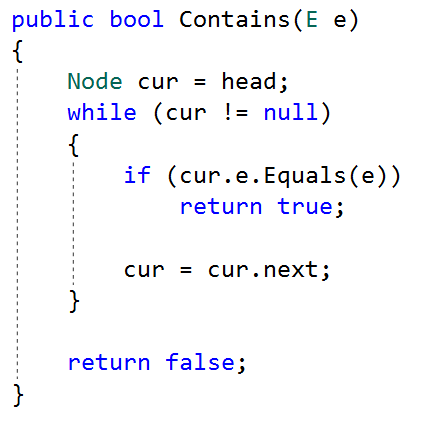 public bool Contains(E e)
{
    Node cur = head;
    while (cur != null)
    {
        if (cur.e.Equals(e))
            return true;

        cur = cur.next;
    }

    return false;
}